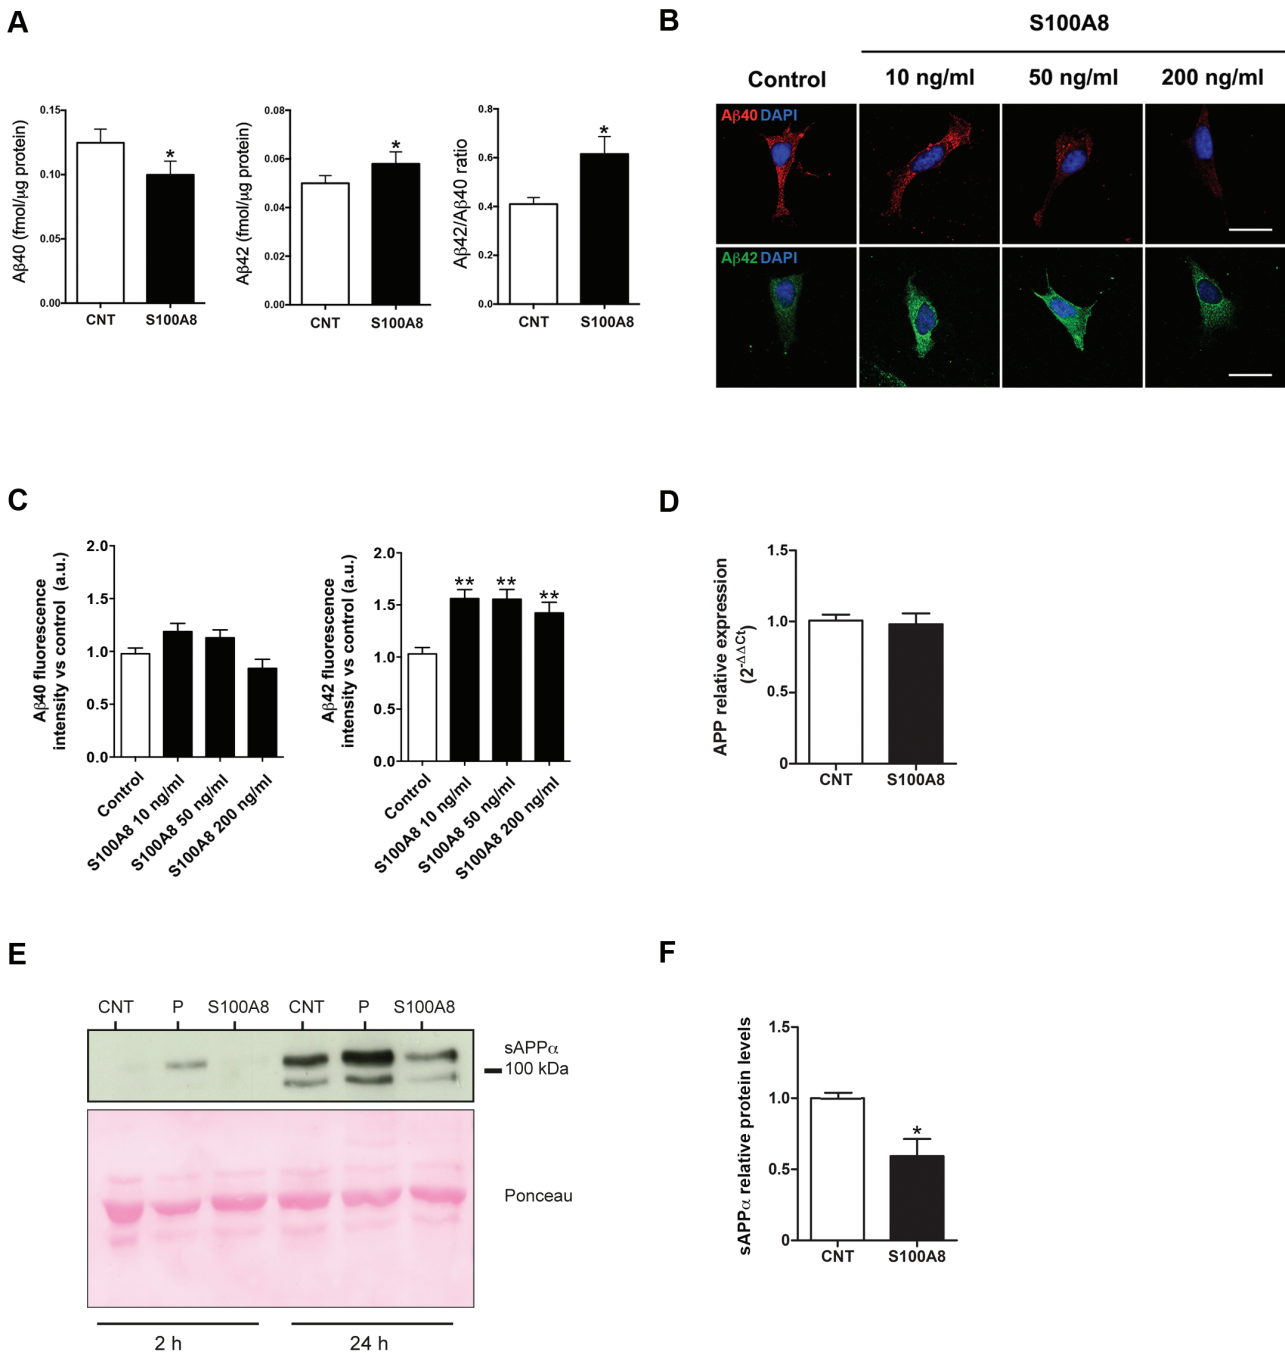 A
Aβ40 (fmol/μg protein)
0.15
0.10
0.05
0.00
*
CNT
S100A8
Aβ42 (fmol/μg protein)
0.08
0.06
0.04
0.02
0.00
*
CNT
S100A8
Aβ42/Aβ40 ratio
0.8
0.6
0.4
0.2
0.0
*
CNT
S100A8
B
S100A8
Control
10 ng/ml
50 ng/ml
200 ng/ml
Aβ40 DAPI
Aβ42 DAPI
C
Aβ40 fluorescence
intensity vs control (a.u.)
2.0
1.5
1.0
0.5
0.0
Control
S100A8 10 ng/ml
S100A8 50 ng/ml
S100A8 200 ng/ml
Aβ42 fluorescence
intensity vs control (a.u.)
2.0
1.5
1.0
0.5
0.0
**
**
**
Control
S100A8 10 ng/ml
S100A8 50 ng/ml
S100A8 200 ng/ml
D
APP relative expression
(2-ΔΔCt)
1.5
1.0
0.5
0
CNT
S100A8
E
CNT
P
S100A8
CNT
P
S100A8
sAPPα
100 kDa
Ponceau
2 h
24 h
F
sAPPα relative protein levels
1.5
1.0
0.5
0
*
CNT
S100A8